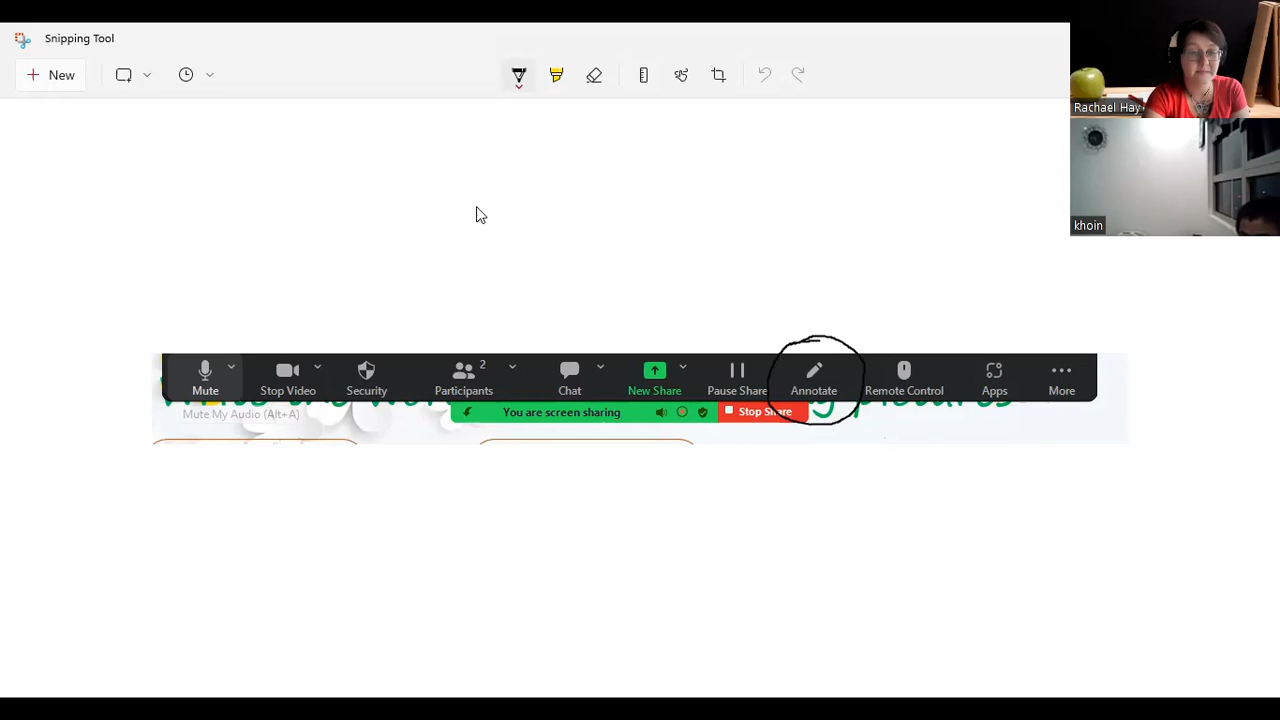 Snipping Tool
New
Rachael Hay
khoin
2
Mute
Stop Video
Security
Participants
Chat
New Share
Pause Share
Annotate
Remote Control
Apps
More
Mute My Audio (Alt+A)
You are screen sharing
Stop Share